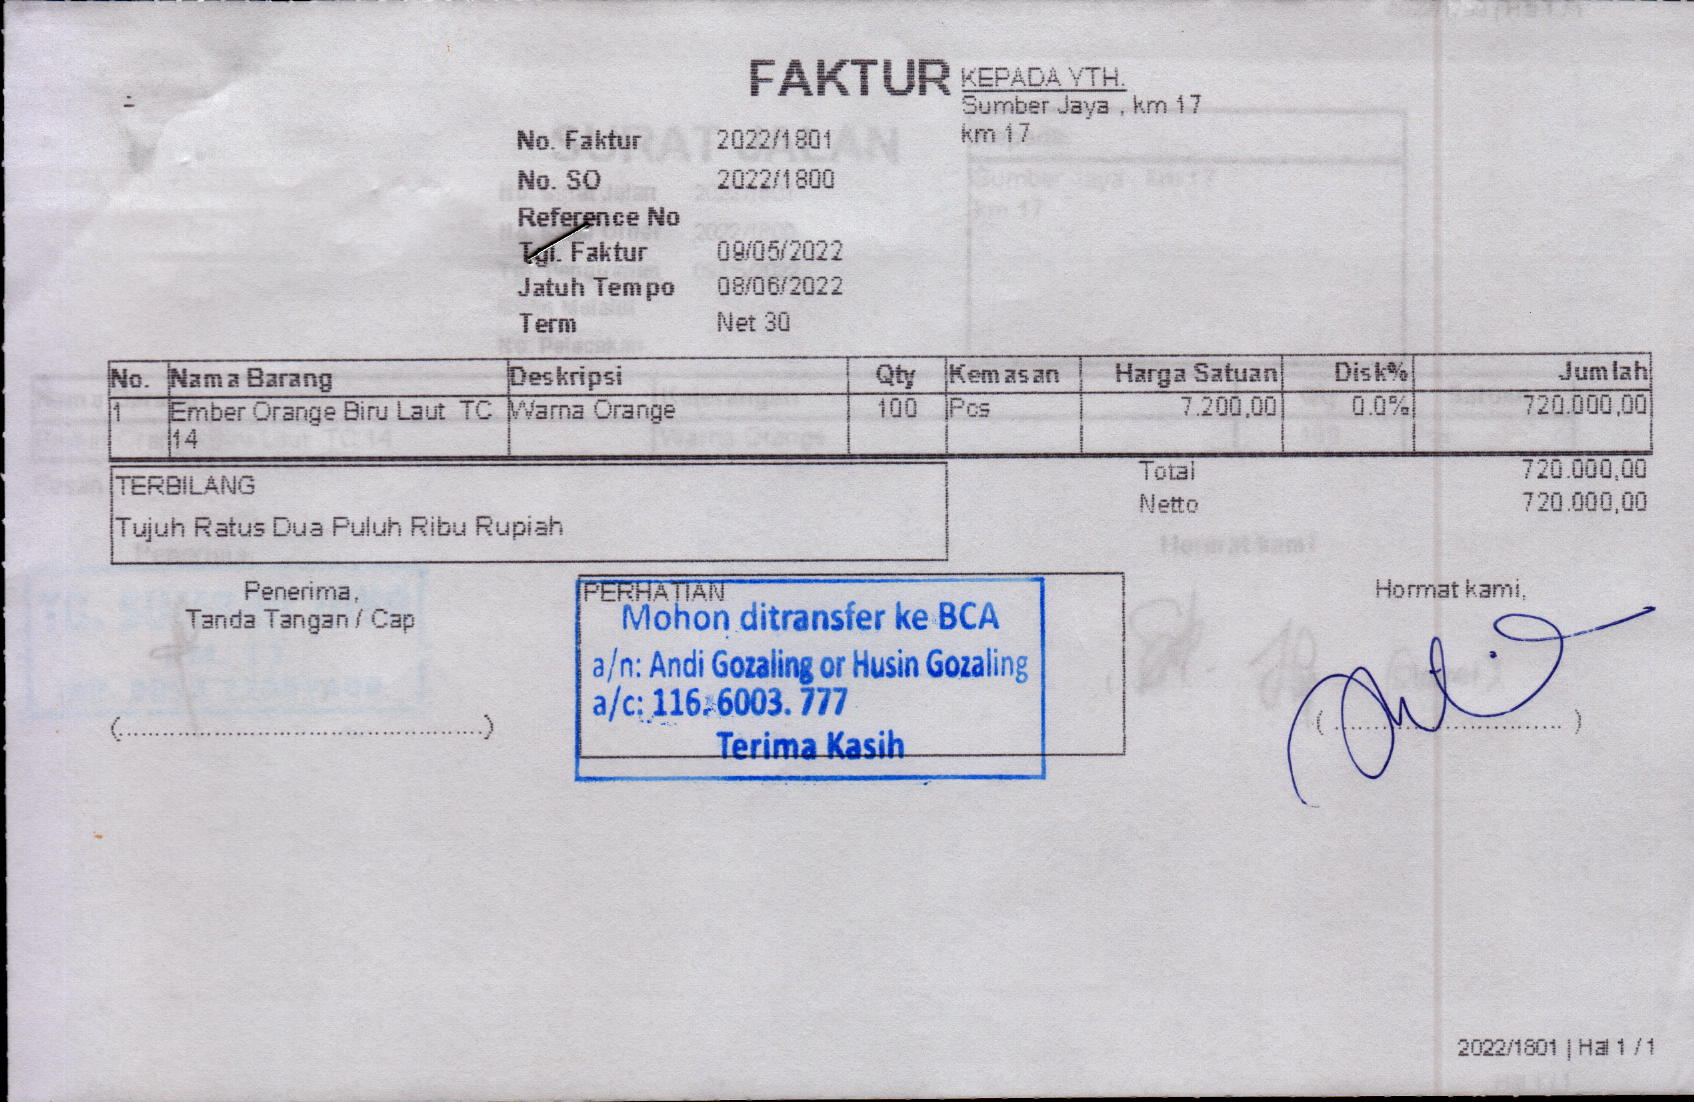 FAKTUR
KEPADA YTH.
Sumber Jaya , km 17
km 17
No. Faktur 2022/1801
No. SO 2022/1800
Reference No
Tgl. Faktur 09/05/2022
Jatuh Tempo 08/06/2022
Term Net 30
No. Nama Barang Deskripsi Qty Kemasan Harga Satuan Disk% Jumlah
1 Ember Orange Biru Laut TC Warna Orange 100 Pcs 7.200,00 0.0% 720.000,00
14
Total 720.000,00
Netto 720.000,00
TERBILANG
Tujuh Ratus Dua Puluh Ribu Rupiah
Penerima,
Tanda Tangan / Cap
(................................................)
PERHATIAN
Mohon ditransfer ke BCA
a/n: Andi Gozaling or Husin Gozaling
a/c: 116. 6003. 777
Terima Kasih
Hormat kami,
( ................................ )
2022/1801 | Hal 1 / 1
SURAT JALAN